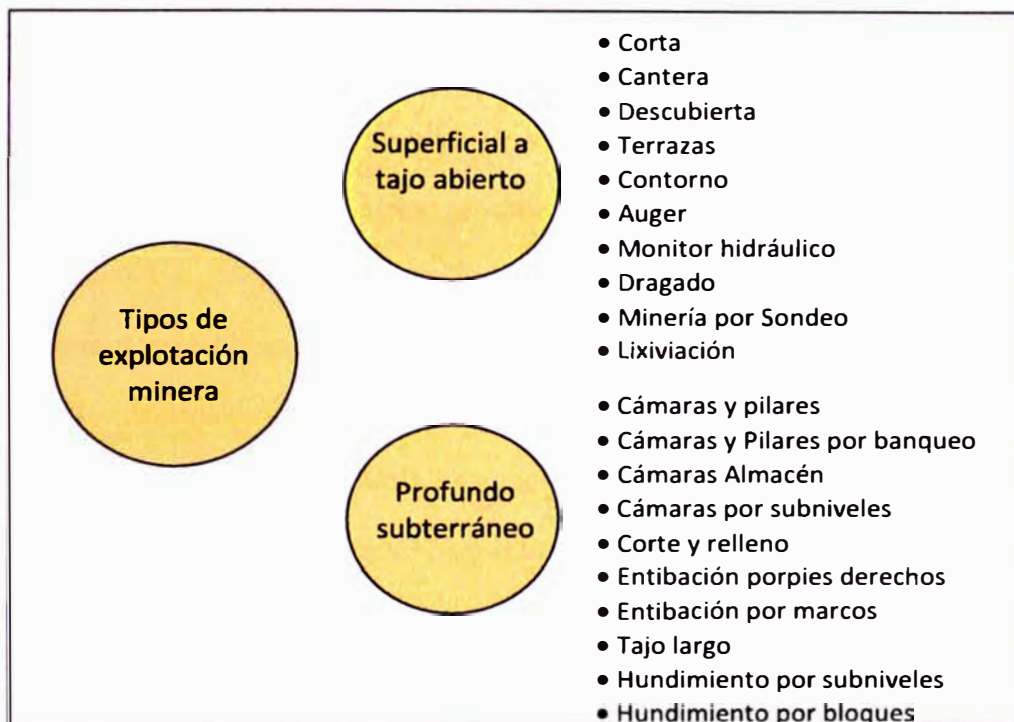 Tipos de
explotación
minera
Superficial a
tajo abierto
• Corta
• Cantera
• Descubierta
• Terrazas
• Contorno
• Auger
• Monitor hidráulico
• Dragado
• Minería por Sondeo
• Lixiviación
Profundo
subterráneo
• Cámaras y pilares
• Cámaras y Pilares por banqueo
• Cámaras Almacén
• Cámaras por subniveles
• Corte y relleno
• Entibación porpies derechos
• Entibación por marcos
• Tajo largo
• Hundimiento por subniveles
• Hundimiento por bloques